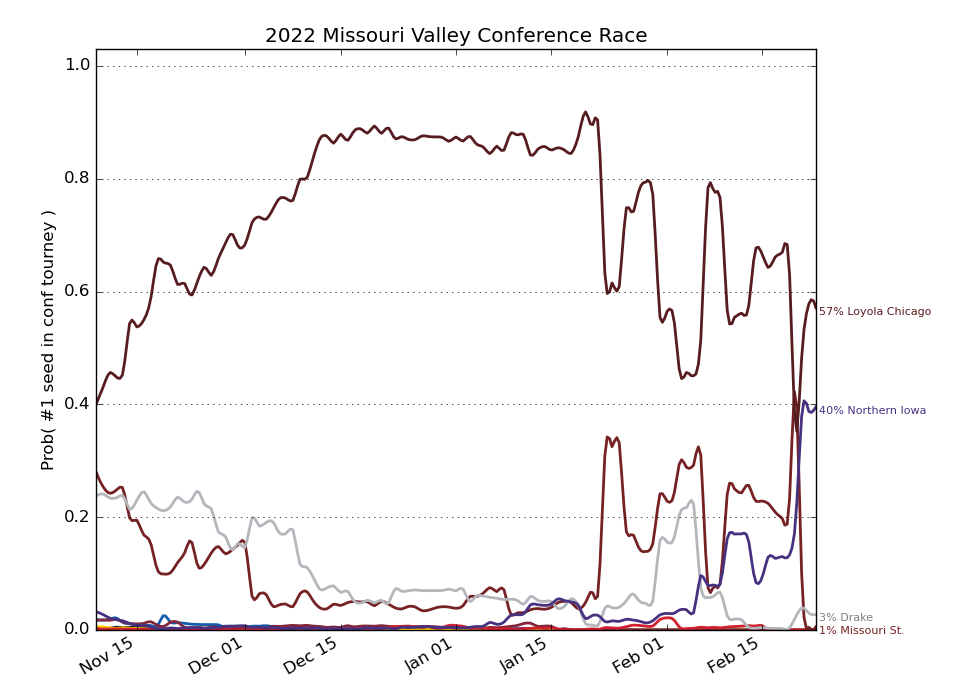 2022 Missouri Valley Conference Race
Prob( #1 seed in conf tourney )
1.0
0.8
0.6
0.4
0.2
0.0
57% Loyola Chicago
40% Northern Iowa
3% Drake
1% Missouri St.
Nov 15
Dec 01
Dec 15
Jan 01
Jan 15
Feb 01
Feb 15